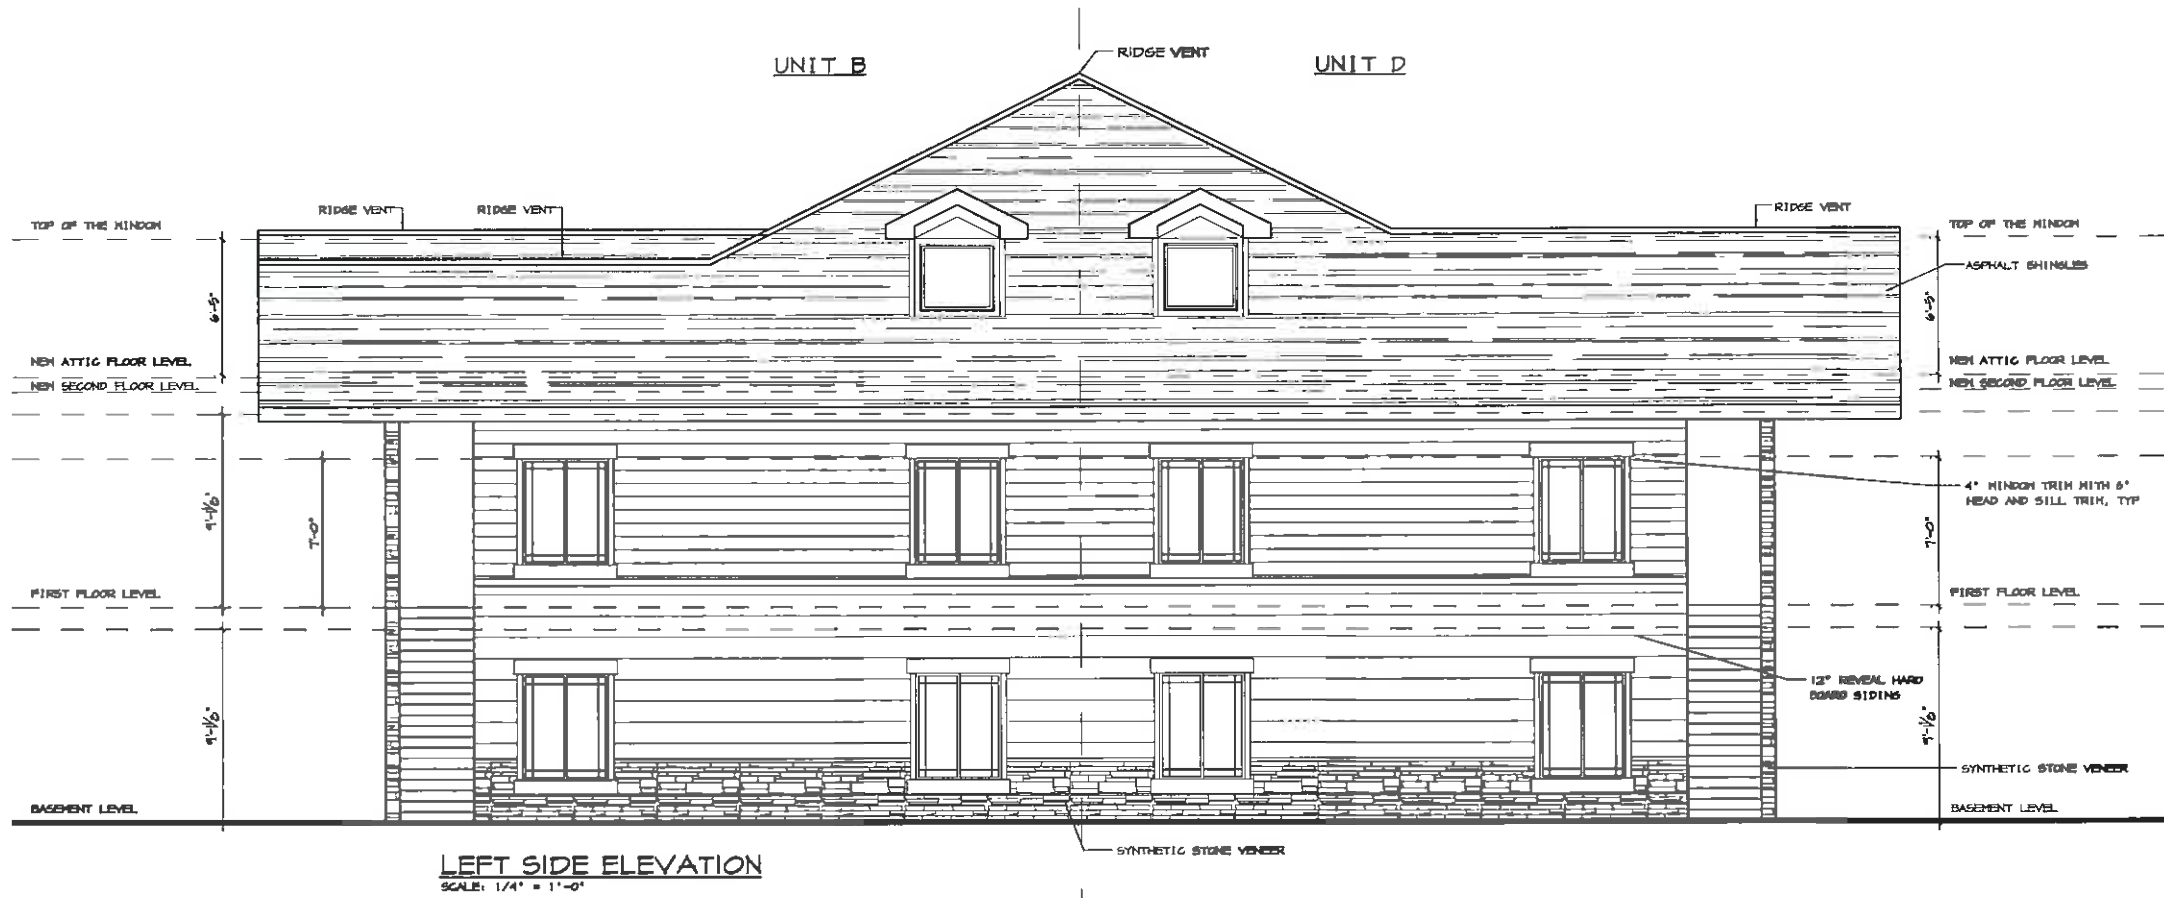 UNIT B
RIDGE VENT
UNIT D
RIDGE VENT
RIDGE VENT
RIDGE VENT
TOP OF THE WINDOW
TOP OF THE WINDOW
ASPHALT SHINGLES
6'-5"
6'-5"
NEW ATTIC FLOOR LEVEL
NEW ATTIC FLOOR LEVEL
NEW SECOND FLOOR LEVEL
NEW SECOND FLOOR LEVEL
4" WINDOW TRIM WITH 6"
HEAD AND SILL TRIM, TYP
7'-0"
7'-0"
FIRST FLOOR LEVEL
FIRST FLOOR LEVEL
12" REVEAL HARD
BOARD SIDING
SYNTHETIC STONE VENEER
BASEMENT LEVEL
BASEMENT LEVEL
SYNTHETIC STONE VENEER
LEFT SIDE ELEVATION
SCALE: 1/4" = 1'-0"